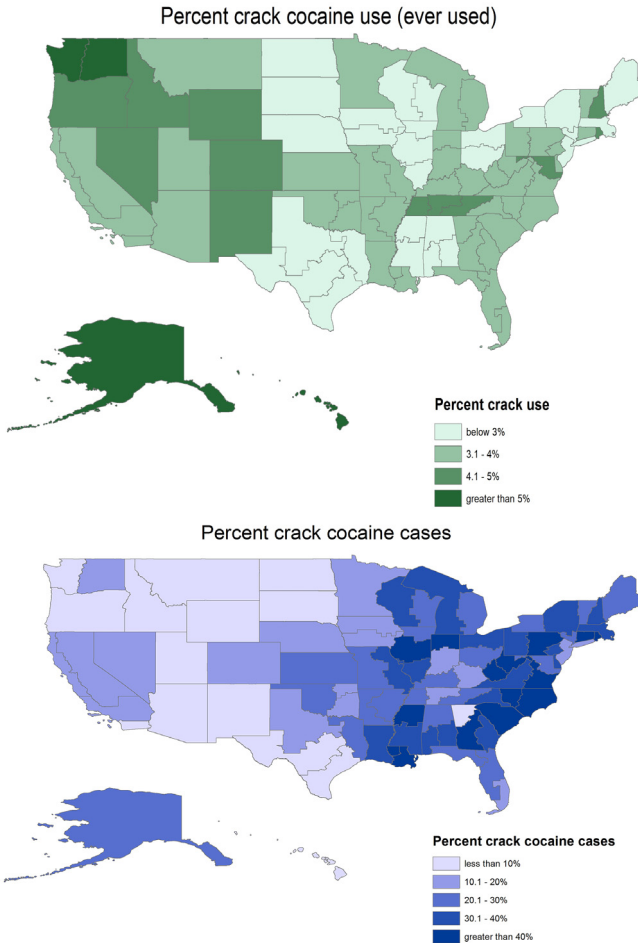 Percent crack cocaine use (ever used)
Percent crack use
below 3%
3.1 - 4%
4.1 - 5%
greater than 5%
Percent crack cocaine cases
Percent crack cocaine cases
less than 10%
10.1 - 20%
20.1 - 30%
30.1 - 40%
greater than 40%